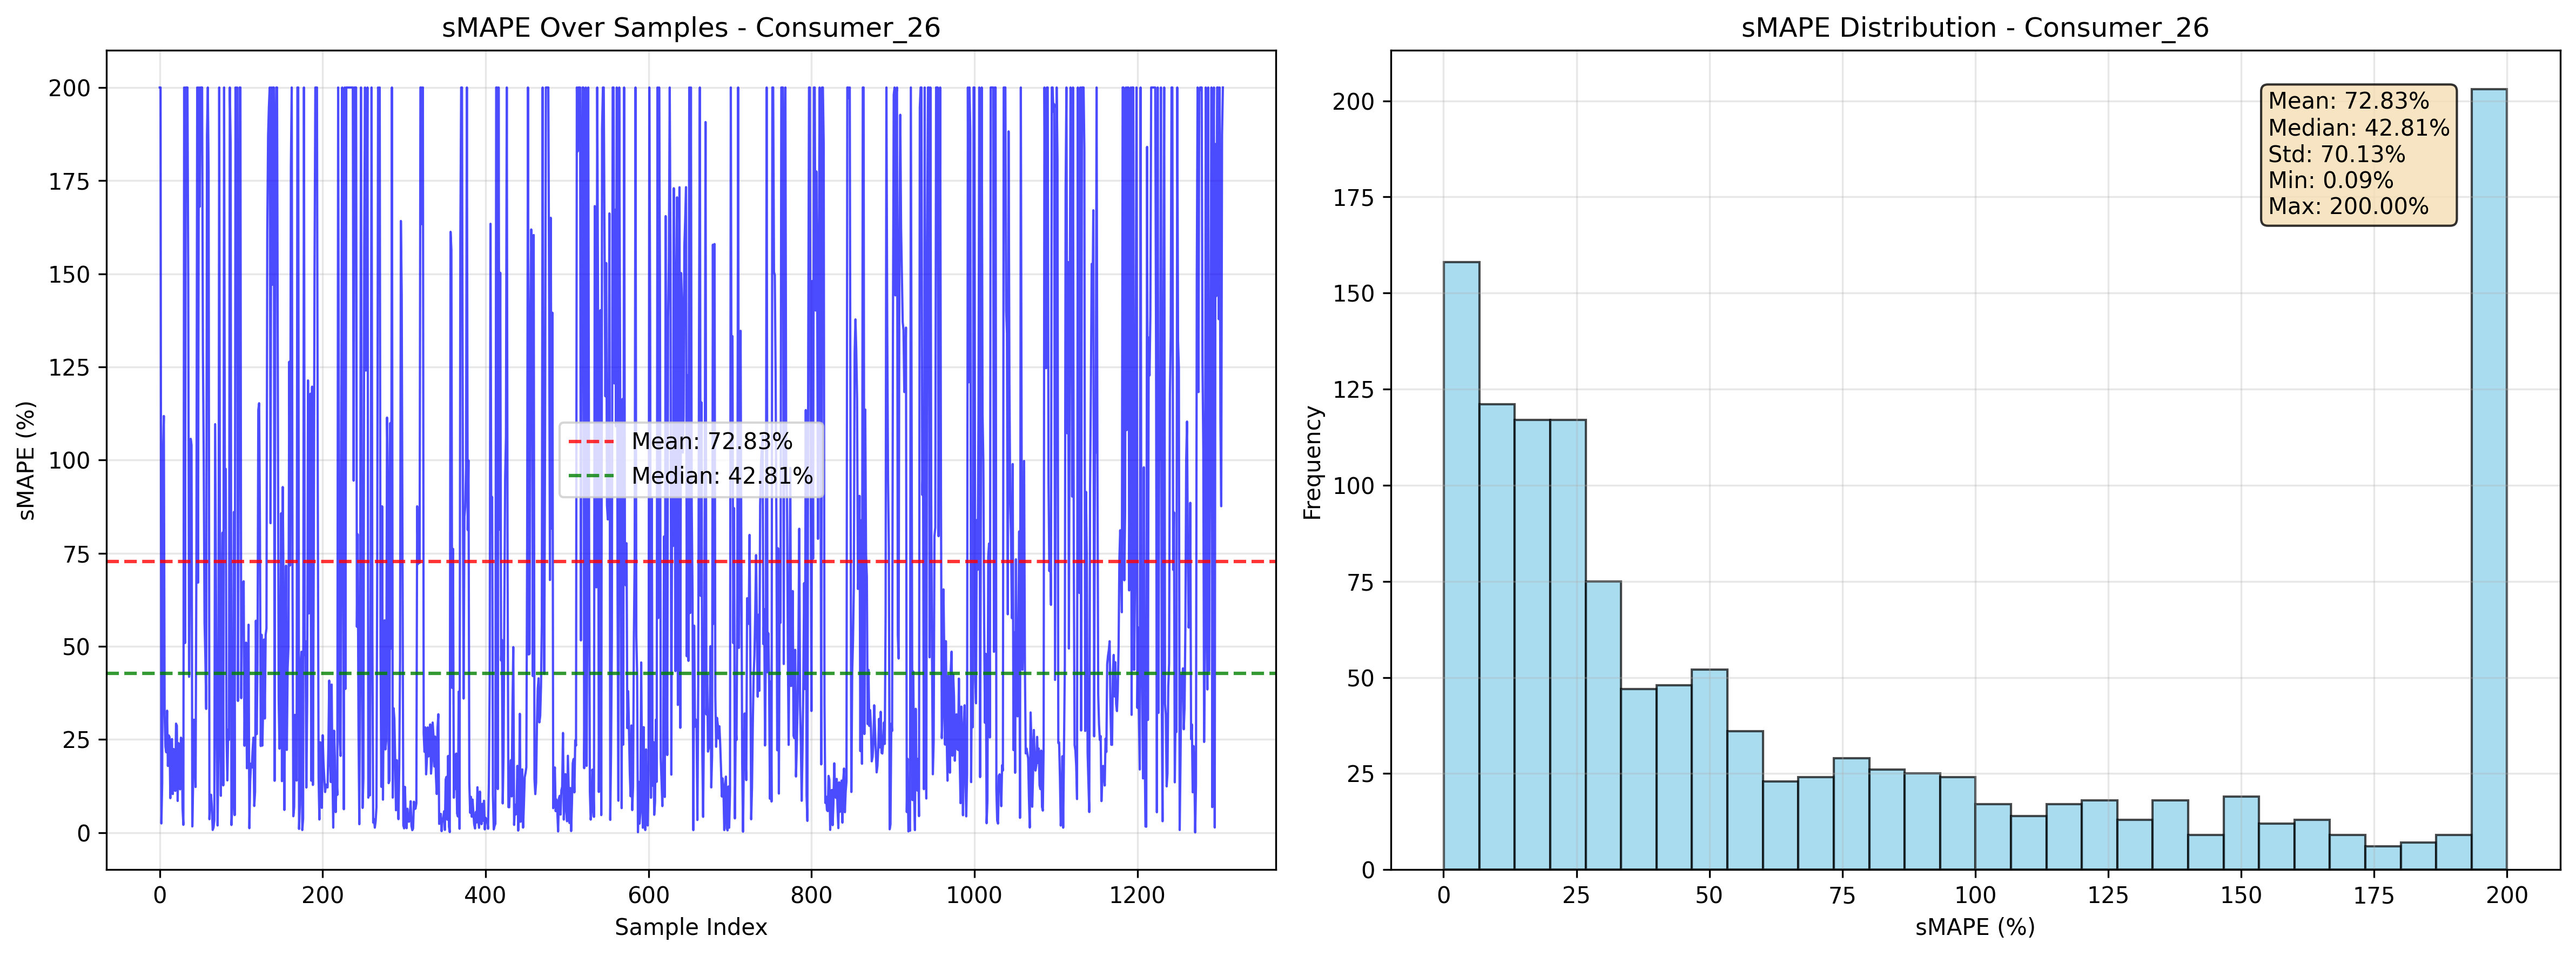 sMAPE Over Samples - Consumer_26
sMAPE (%)
200
175
150
125
100
75
50
25
0
Mean: 72.83%
Median: 42.81%
0 200 400 600 800 1000 1200
Sample Index
sMAPE Distribution - Consumer_26
Frequency
200
175
150
125
100
75
50
25
0
Mean: 72.83%
Median: 42.81%
Std: 70.13%
Min: 0.09%
Max: 200.00%
0 25 50 75 100 125 150 175 200
sMAPE (%)